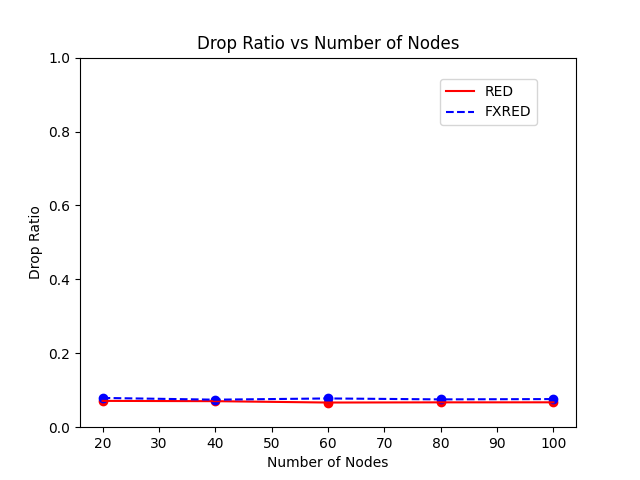 Drop Ratio vs Number of Nodes
1.0
0.8
0.6
0.4
0.2
0.0
Drop Ratio
RED
FXRED
20 30 40 50 60 70 80 90 100
Number of Nodes